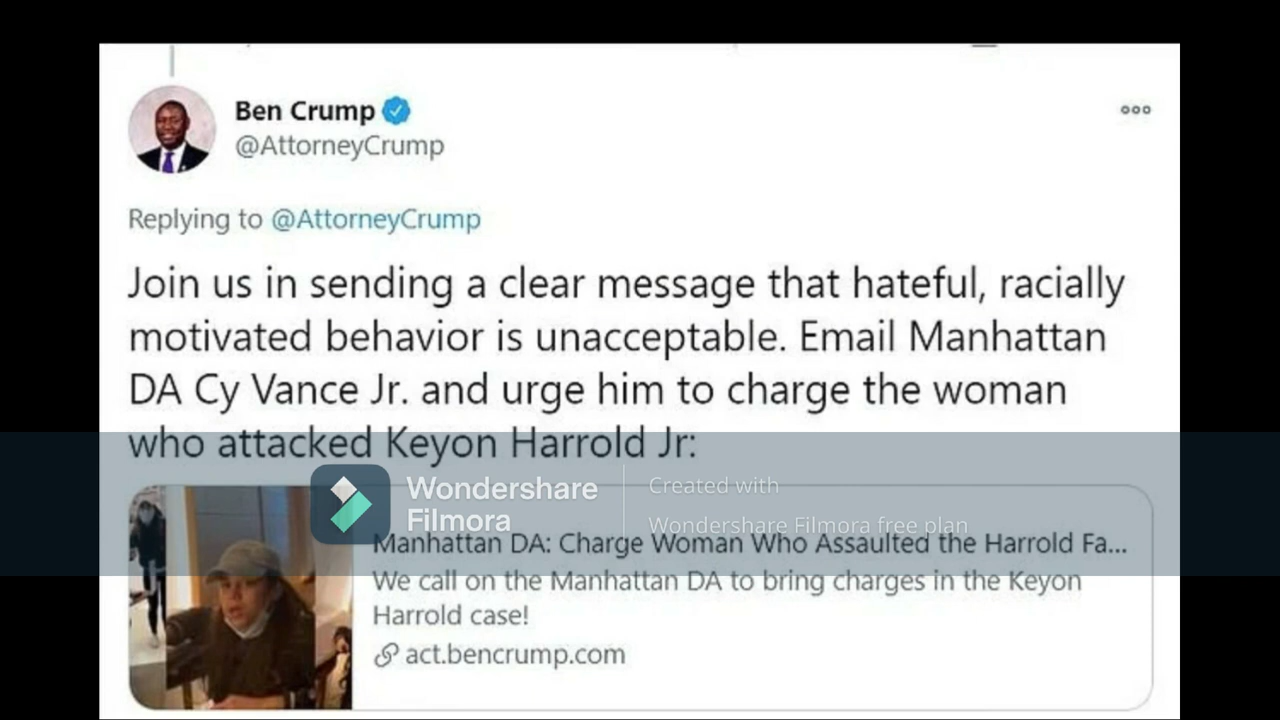 Ben Crump
@AttorneyCrump
Replying to @AttorneyCrump
Join us in sending a clear message that hateful, racially
motivated behavior is unacceptable. Email Manhattan
DA Cy Vance Jr. and urge him to charge the woman
who attacked Keyon Harrold Jr:
Wondershare
Filmora
Created with
Wondershare Filmora free plan
Manhattan DA: Charge Woman Who Assaulted the Harrold Fa...
We call on the Manhattan DA to bring charges in the Keyon
Harrold case!
act.bencrump.com